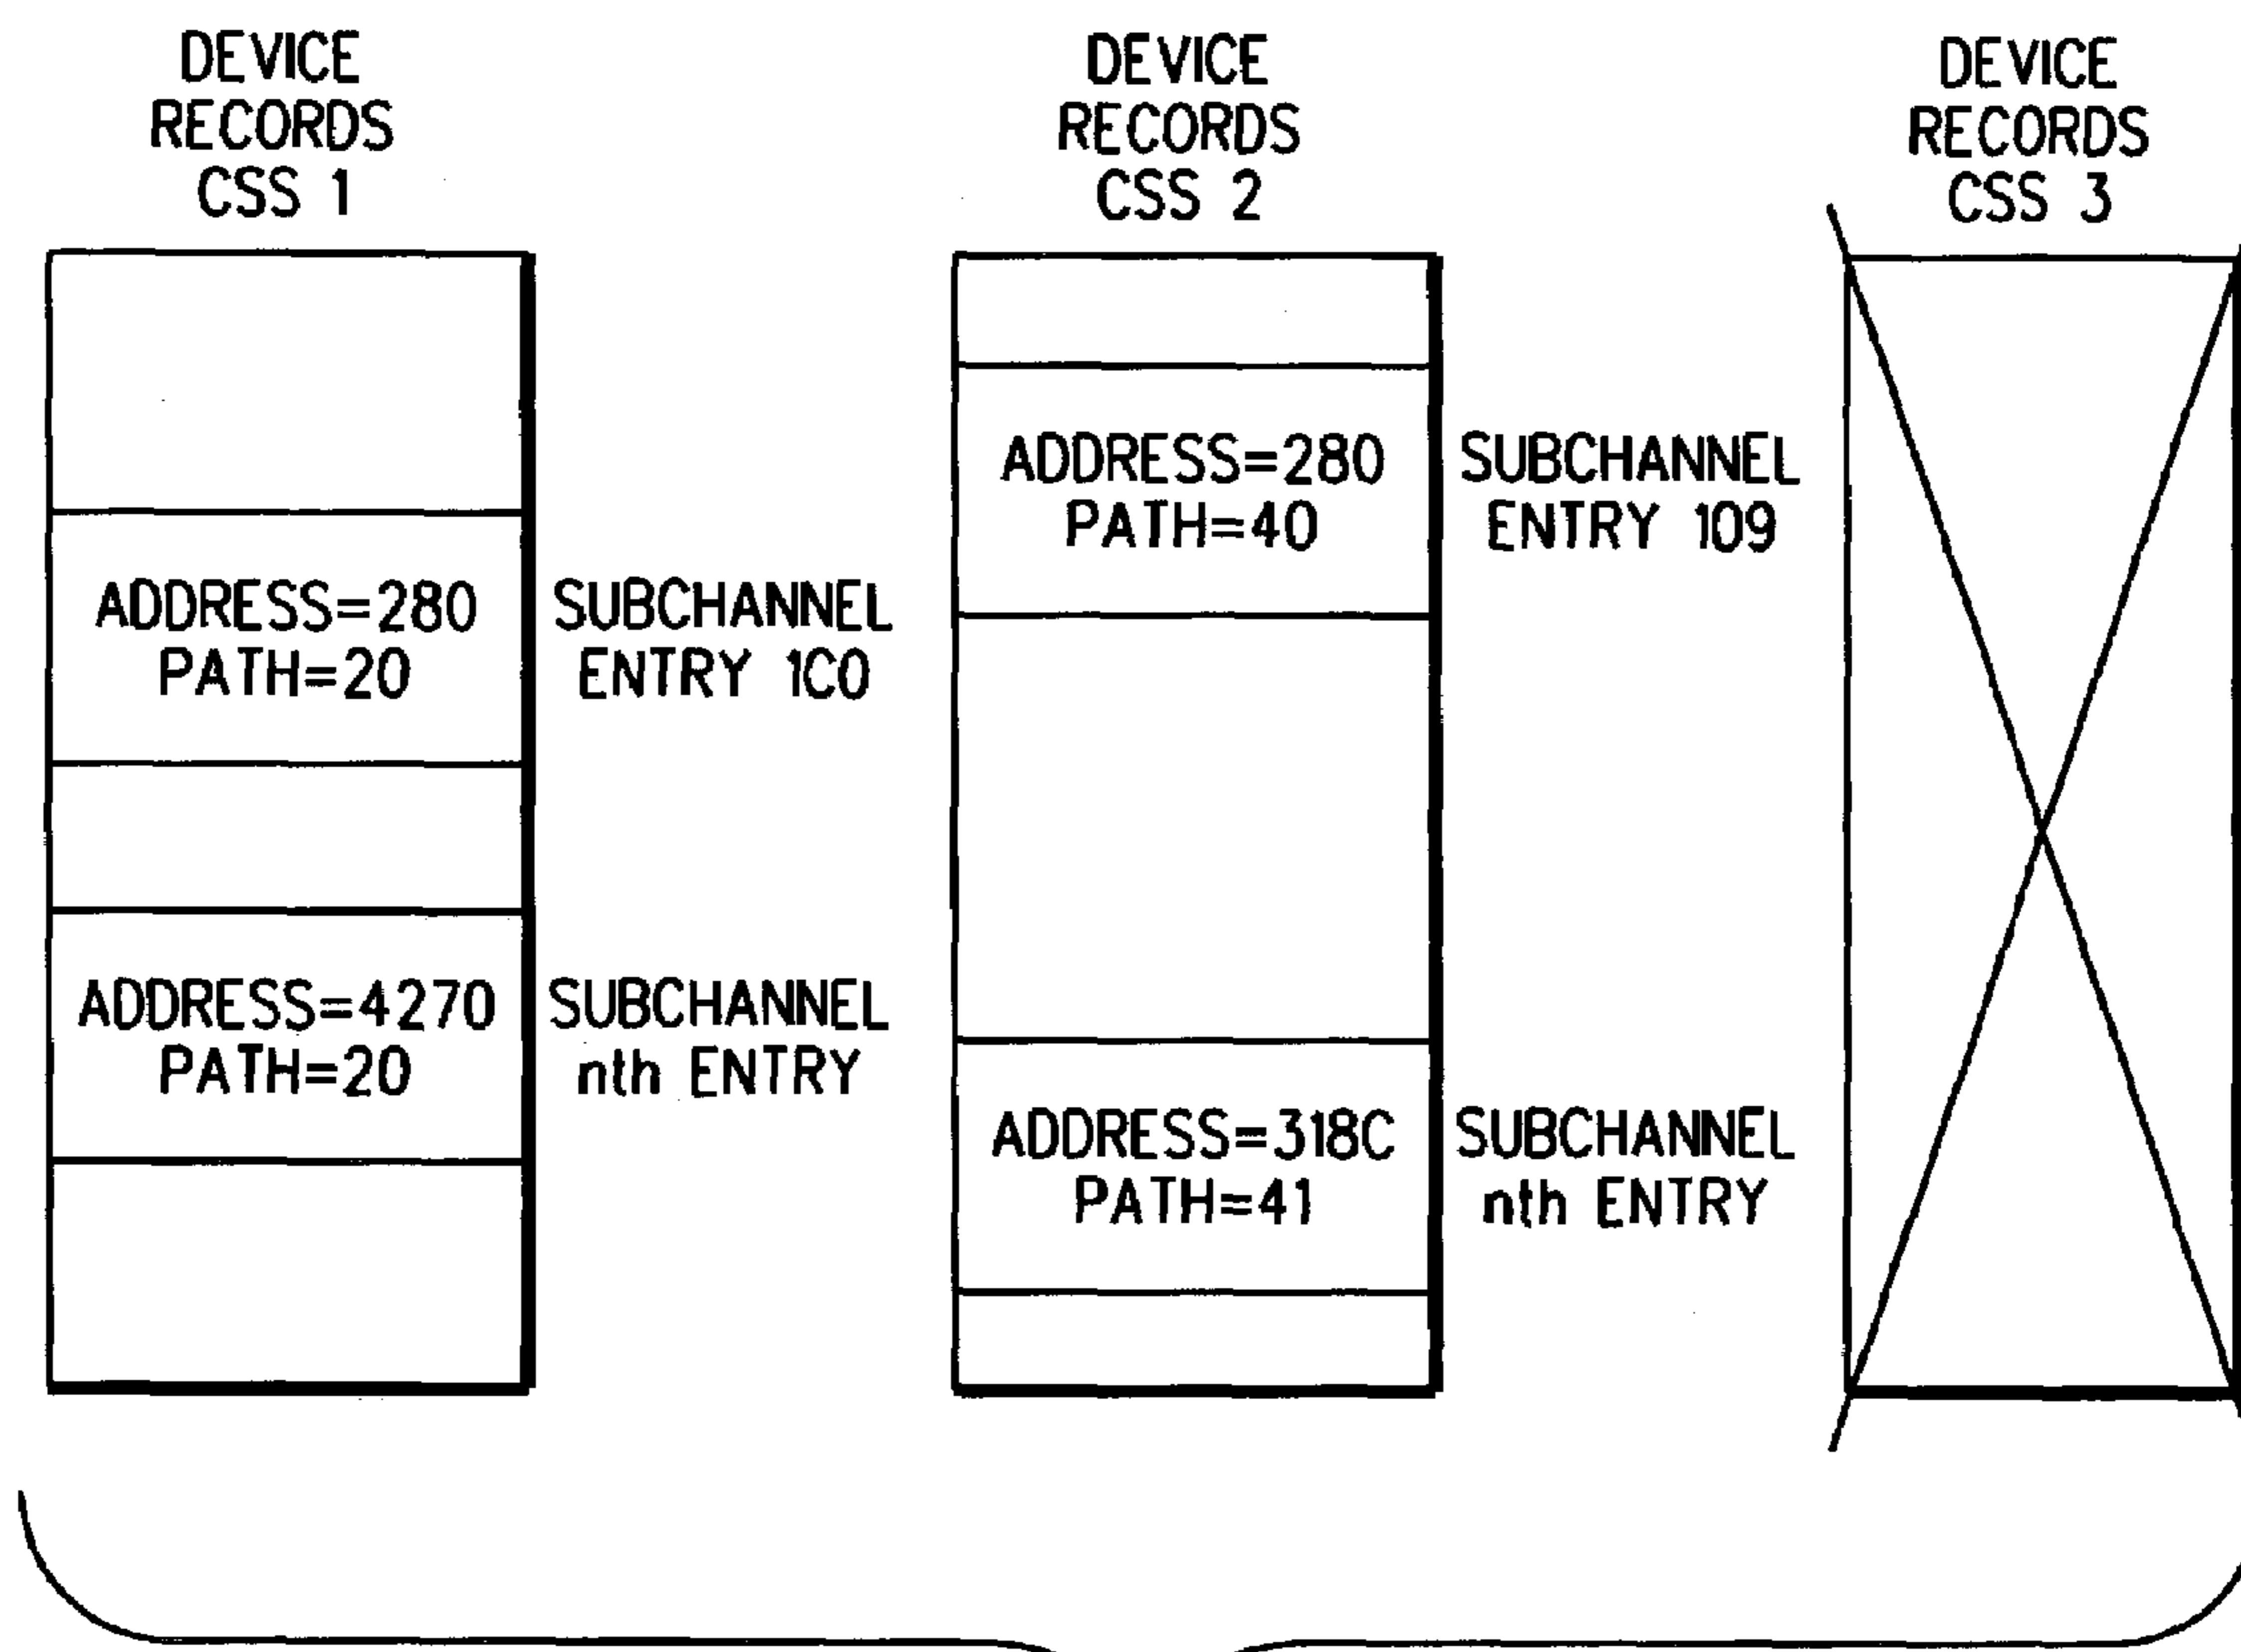 DEVICE
RECORDS
CSS 1
ADDRESS=280
PATH=20
SUBCHANNEL
ENTRY 1C0
ADDRESS=4270
PATH=20
SUBCHANNEL
nth ENTRY
DEVICE
RECORDS
CSS 2
ADDRESS=280
PATH=40
SUBCHANNEL
ENTRY 109
ADDRESS=318C
PATH=41
SUBCHANNEL
nth ENTRY
DEVICE
RECORDS
CSS 3